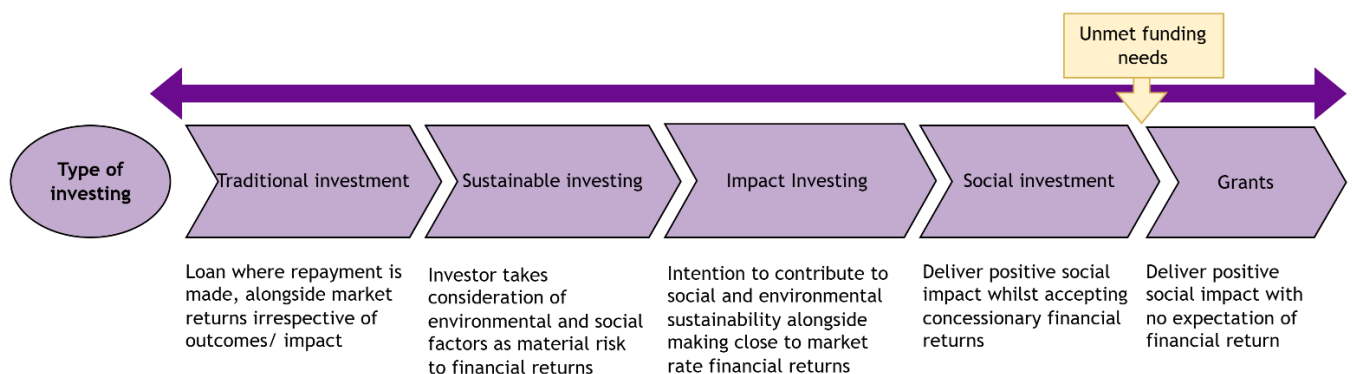 Unmet funding
needs
Type of
investing
Traditional investment
Sustainable investing
Impact Investing
Social investment
Grants
Loan where repayment is
made, alongside market
returns irrespective of
outcomes/ impact
Investor takes
consideration of
environmental and social
factors as material risk
to financial returns
Intention to contribute to
social and environmental
sustainability alongside
making close to market
rate financial returns
Deliver positive social
impact whilst accepting
concessionary financial
returns
Deliver positive
social impact with
no expectation of
financial return